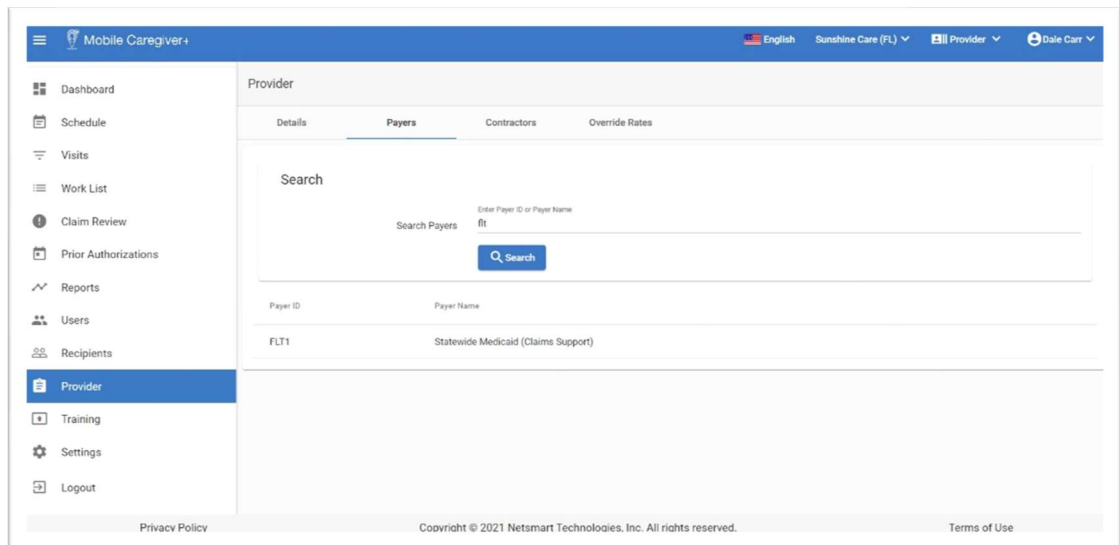 Mobile Caregiver+
English Sunshine Care (FL) Provider Dale Carr
Dashboard
Schedule
Visits
Work List
Claim Review
Prior Authorizations
Reports
Users
Recipients
Provider
Training
Settings
Logout
Provider
Details Payers Contractors Override Rates
Search
Enter Payer ID or Payer Name
Search Payers flt
Search
Payer ID Payer Name
FLT1 Statewide Medicaid (Claims Support)
Privacy Policy Copyright © 2021 Netsmart Technologies, Inc. All rights reserved. Terms of Use